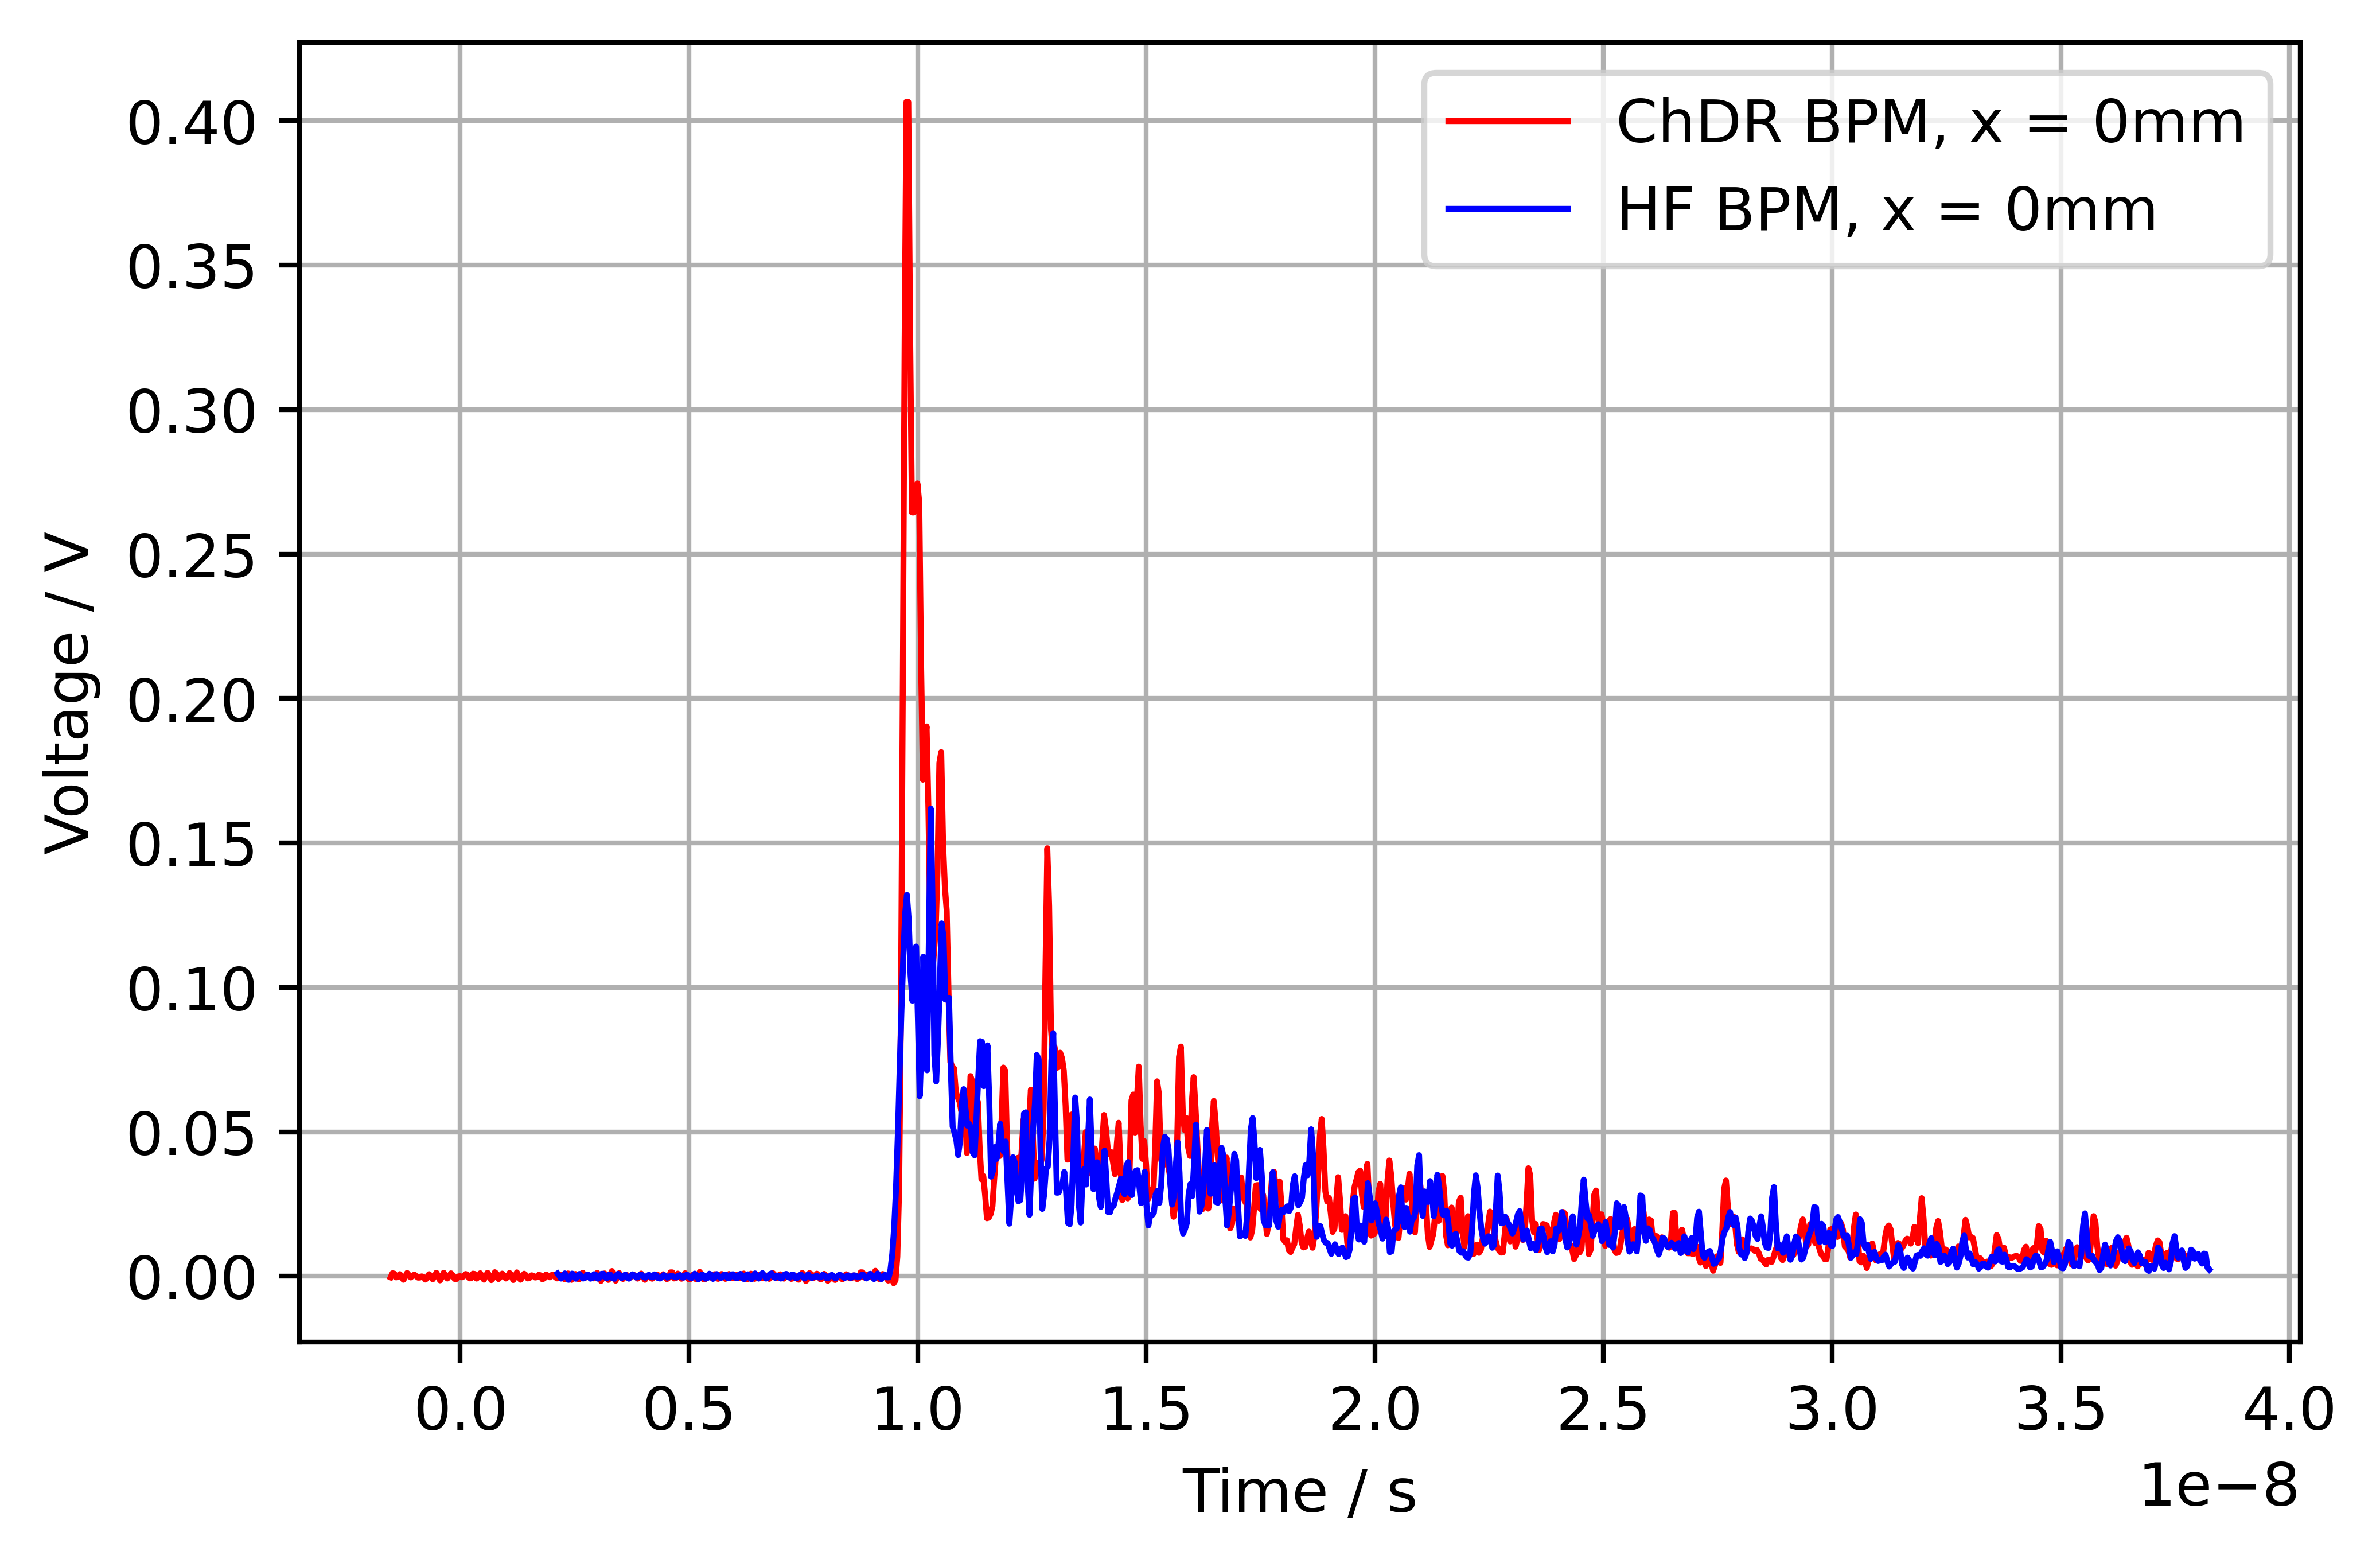 ChDR BPM, x = 0mm
HF BPM, x = 0mm
Voltage / V
0.40
0.35
0.30
0.25
0.20
0.15
0.10
0.05
0.00
0.0 0.5 1.0 1.5 2.0 2.5 3.0 3.5 4.0
Time / s
1e−8